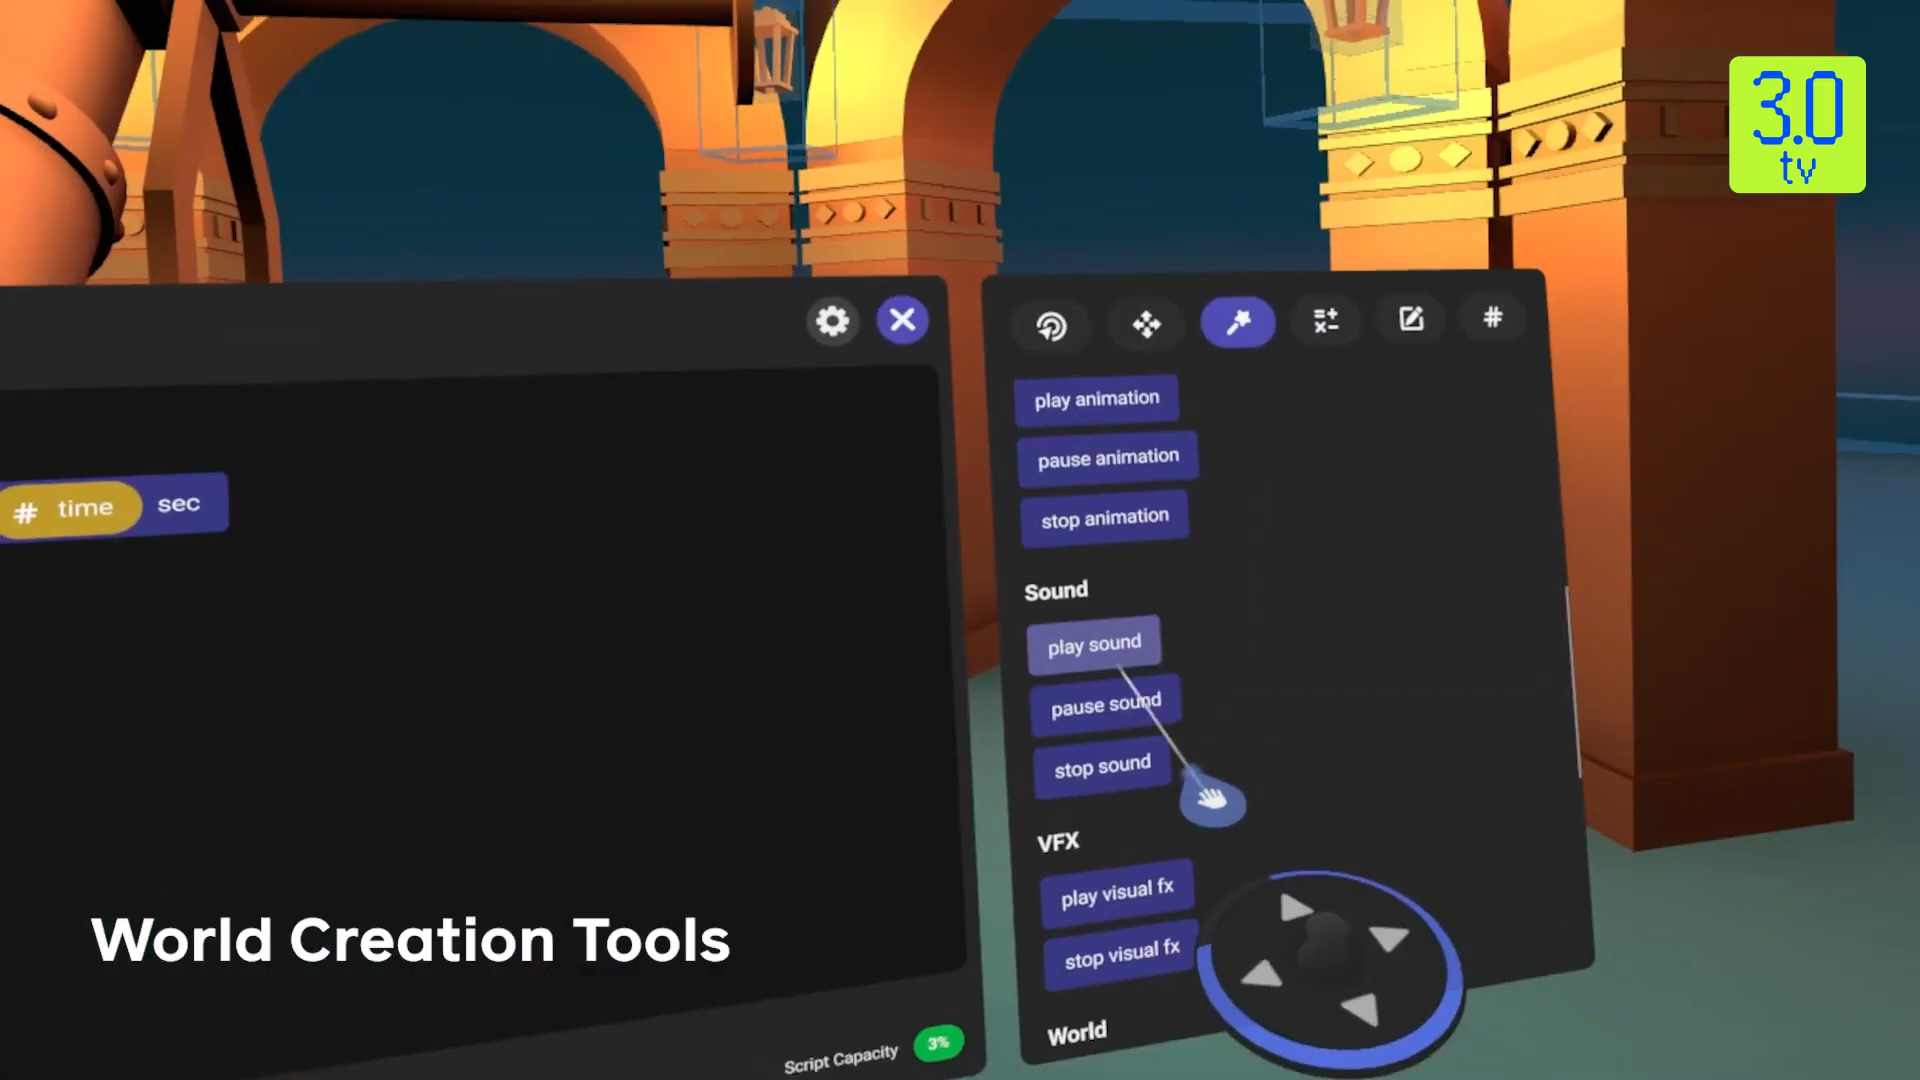 3.0
tv
#
play animation
pause animation
stop animation
# time sec
Sound
play sound
pause sound
stop sound
VFX
play visual fx
stop visual fx
World
World Creation Tools
Script Capacity 3%